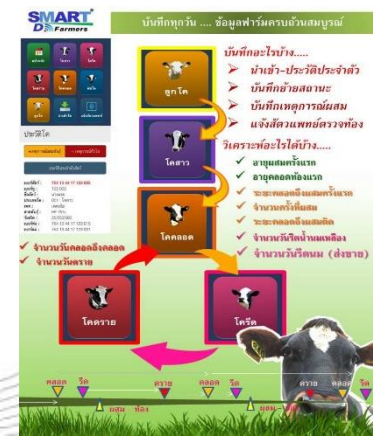 SMART
D Farmers
บันทึกทุกวัน .... ข้อมูลฟาร์มครบถ้วนสมบูรณ์
บันทึกอะไรบ้าง.....
นำเข้า-ประวัติประจำตัว
บันทึกย้ายสถานะ
บันทึกเหตุการณ์ผสม
แจ้งสัตวแพทย์ตรวจท้อง
วิเคราะห์อะไรได้บ้าง.....
อายุผสมครั้งแรก
อายุคลอดท้องแรก
ระยะคลอดถึงผสมครั้งแรก
จำนวนครั้งที่ผสม
ระยะคลอดถึงผสมติด
จำนวนวันรีดน้ำนมเหลือง
จำนวนวันรีดนม (ส่งขาย)
จำนวนวันคลอดถึงคลอด
จำนวนวันดราย
ลูกโค
โคสาว
โคคลอด
โคดราย
โครีด
ประวัติโค
คลอด รีด ดราย คลอด รีด ดราย คลอด รีด
ผสม ท้อง ผสม